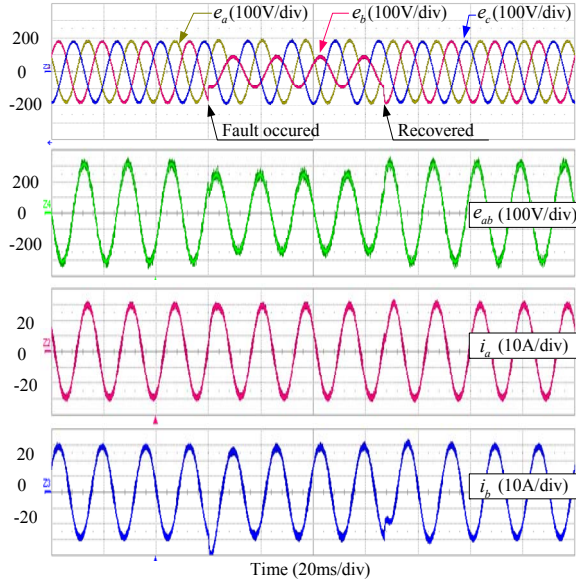 e_a (100V/div) e_b (100V/div) e_c (100V/div)
200
0
-200
Fault occured Recovered
200
0
-200
e_ab (100V/div)
20
0
-20
i_a (10A/div)
20
0
-20
i_b (10A/div)
Time (20ms/div)